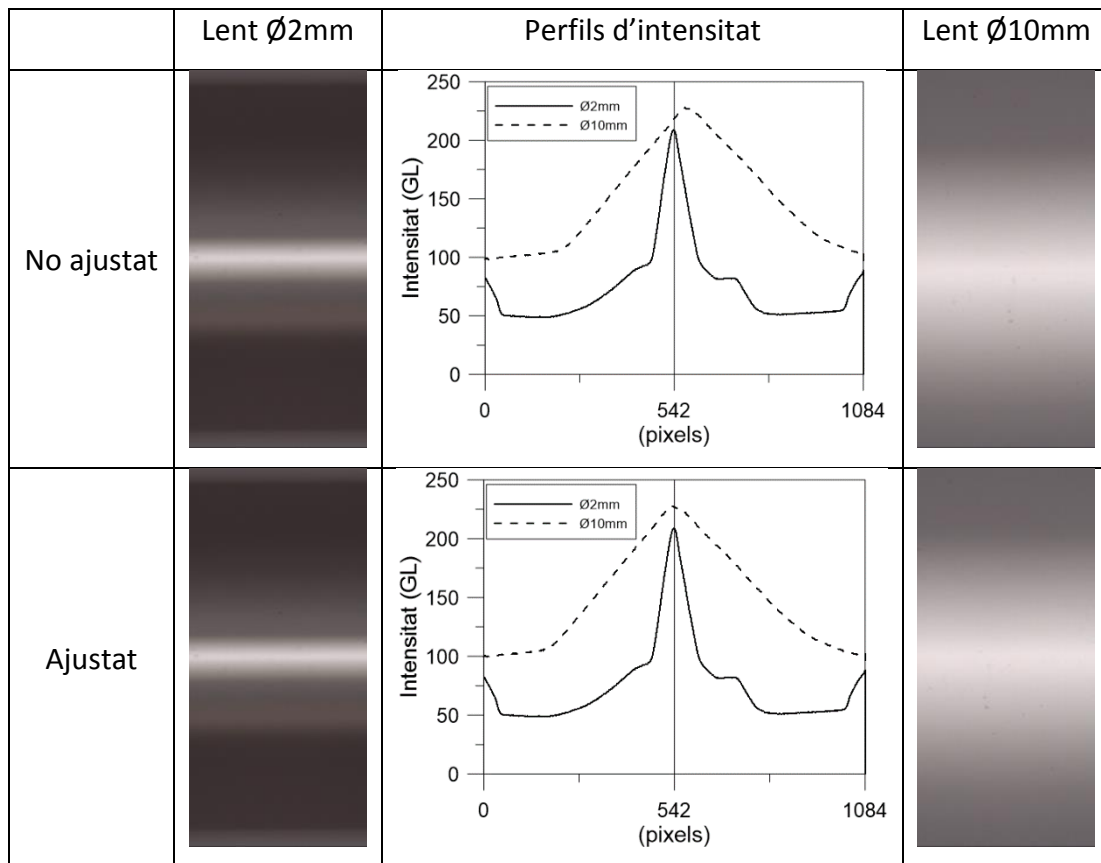 Lent Ø2mm
Perfils d’intensitat
Lent Ø10mm
No ajustat
Intensitat (GL)
250
200
150
100
50
0
Ø2mm
Ø10mm
0
542
1084
(pixels)
Ajustat
Intensitat (GL)
250
200
150
100
50
0
Ø2mm
Ø10mm
0
542
1084
(pixels)